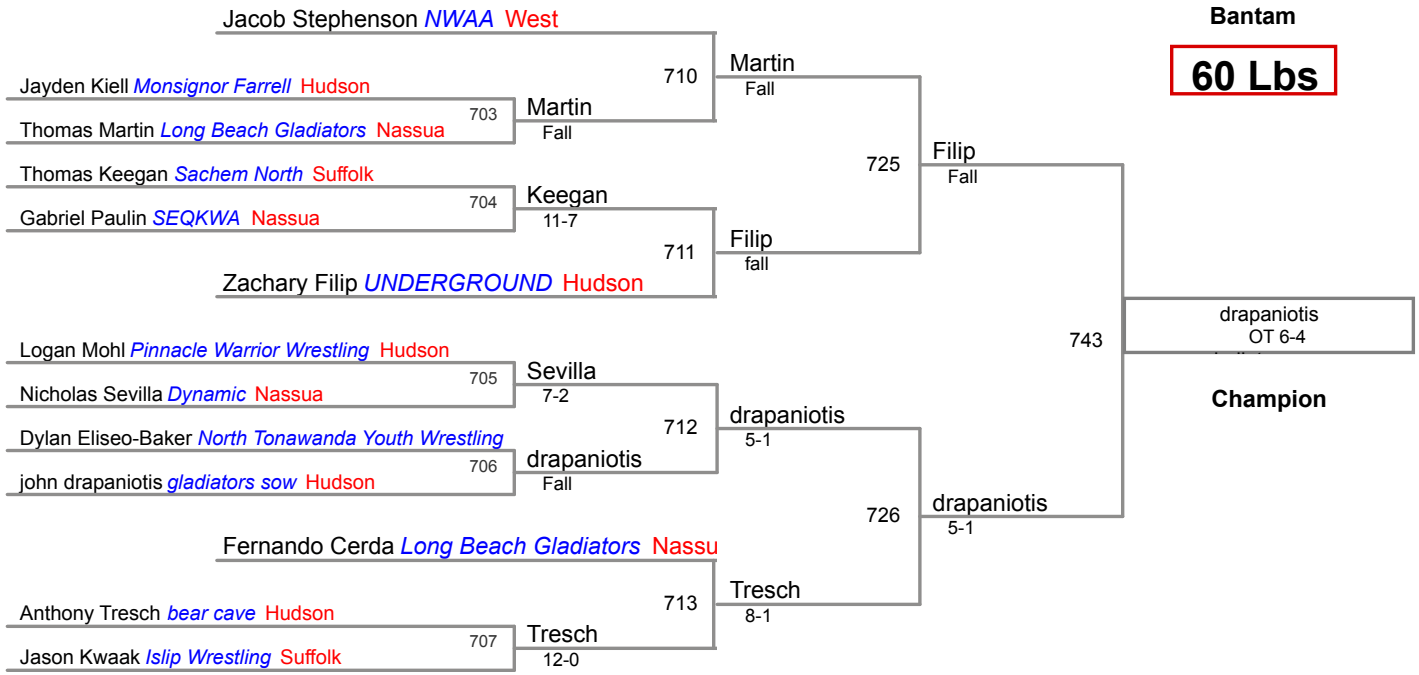 Jacob Stephenson NWAA West
Bantam
60 Lbs
Jayden Kiell Monsignor Farrell Hudson
703
Thomas Martin Long Beach Gladiators Nassua
Martin
Fall
710
Martin
Fall
Thomas Keegan Sachem North Suffolk
704
Gabriel Paulin SEQKWA Nassua
Keegan
11-7
711
Zachary Filip UNDERGROUND Hudson
Filip
fall
725
Filip
Fall
Logan Mohl Pinnacle Warrior Wrestling Hudson
705
Nicholas Sevilla Dynamic Nassua
Sevilla
7-2
Dylan Eliseo-Baker North Tonawanda Youth Wrestling
706
john drapaniotis gladiators sow Hudson
drapaniotis
Fall
712
drapaniotis
5-1
Fernando Cerda Long Beach Gladiators Nassu
Anthony Tresch bear cave Hudson
707
Jason Kwaak Islip Wrestling Suffolk
Tresch
12-0
713
Tresch
8-1
726
drapaniotis
5-1
743
drapaniotis
OT 6-4
Champion